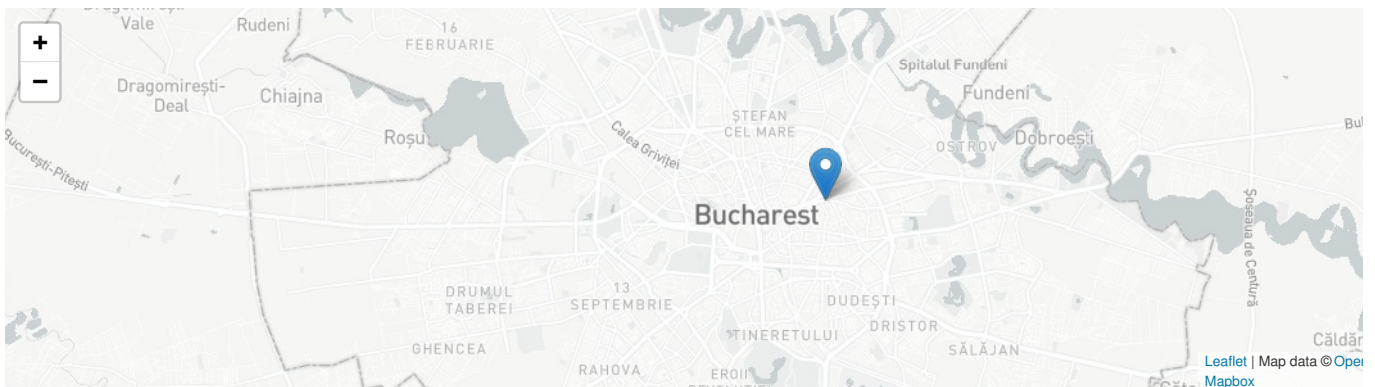 Dragomirești-
Vale
Rudeni
16
FEBRUARIE
+
−
Spitalul Fundeni
Dragomirești-
Deal
Chiajna
Fundeni
ȘTEFAN
CEL MARE
Roșu
Calea Griviței
OSTROV
Dobroești
București-Pitești
Bucharest
Șoseaua de Centură
DRUMUL
TABEREI
13
SEPTEMBRIE
DUDEȘTI
TINERETULUI
DRISTOR
GHENCEA
SĂLĂJAN
RAHOVA
EROII
Leaflet | Map data © Open
Mapbox